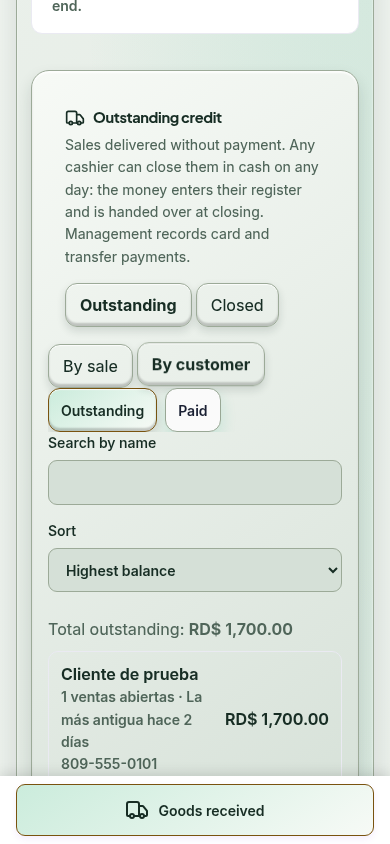 end.
Outstanding credit
Sales delivered without payment. Any
cashier can close them in cash on any
day: the money enters their register
and is handed over at closing.
Management records card and
transfer payments.
Outstanding Closed
By sale By customer
Outstanding Paid
Search by name
Sort
Highest balance
Total outstanding: RD$ 1,700.00
Cliente de prueba
1 ventas abiertas · La
más antigua hace 2
días
RD$ 1,700.00
809-555-0101
Goods received